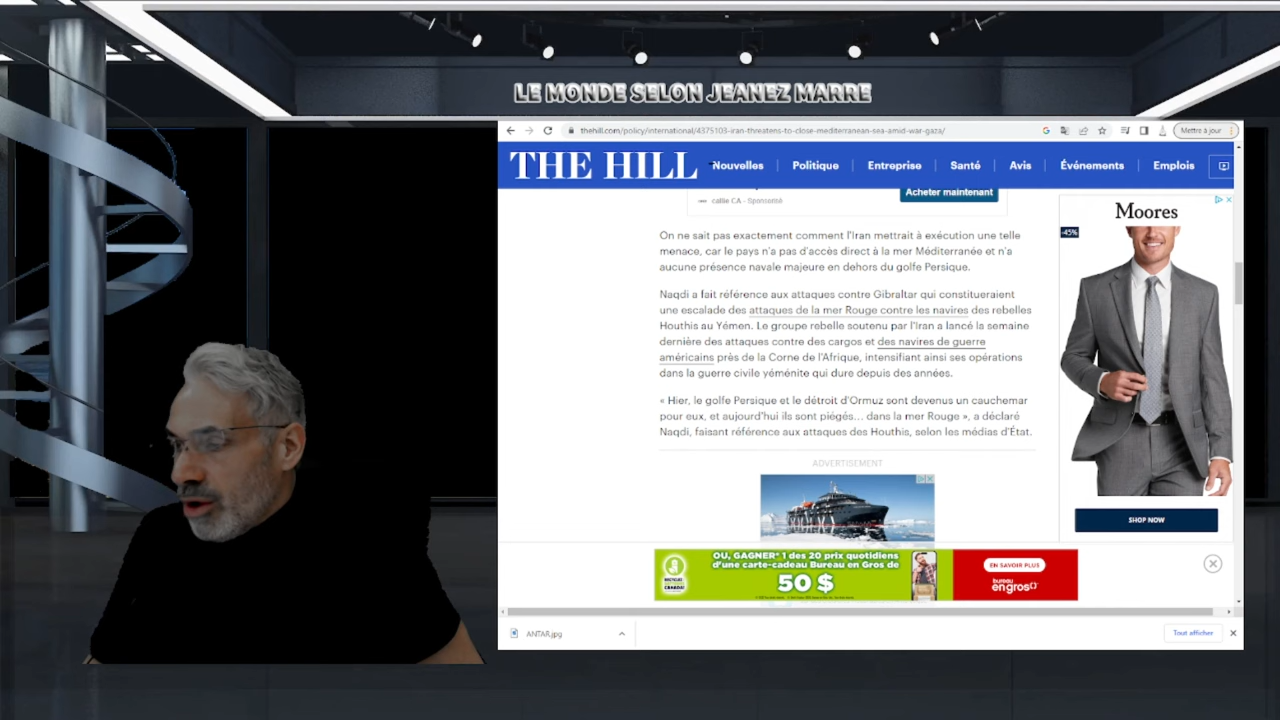 LE MONDE SELON JEANEZ MARRE
thehill.com/policy/international/4375103-iran-threatens-to-close-mediterranean-sea-amid-war-gaza/
Mettre à jour
THE HILL
Nouvelles
Politique
Entreprise
Santé
Avis
Événements
Emplois
callie CA - Sponsorisé
Acheter maintenant
On ne sait pas exactement comment l'Iran mettrait à exécution une telle
menace, car le pays n'a pas d'accès direct à la mer Méditerranée et n'a
aucune présence navale majeure en dehors du golfe Persique.
Naqdi a fait référence aux attaques contre Gibraltar qui constitueraient
une escalade des attaques de la mer Rouge contre les navires des rebelles
Houthis au Yémen. Le groupe rebelle soutenu par l'Iran a lancé la semaine
dernière des attaques contre des cargos et des navires de guerre
américains près de la Corne de l'Afrique, intensifiant ainsi ses opérations
dans la guerre civile yéménite qui dure depuis des années.
« Hier, le golfe Persique et le détroit d'Ormuz sont devenus un cauchemar
pour eux, et aujourd'hui ils sont piégés... dans la mer Rouge », a déclaré
Naqdi, faisant référence aux attaques des Houthis, selon les médias d'État.
ADVERTISEMENT
Moores
-45%
SHOP NOW
OU, GAGNER* 1 des 20 prix quotidiens
d'une carte-cadeau Bureau en Gros de
50 $
EN SAVOIR PLUS
bureau
engros
ANTAR.jpg
Tout afficher